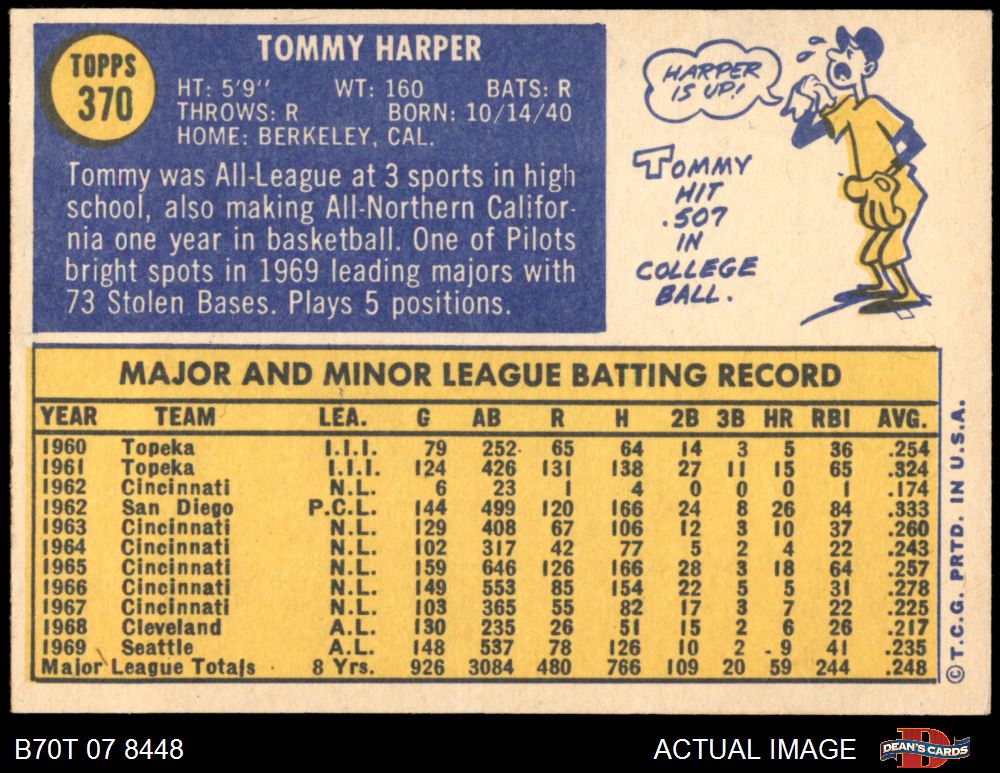 TOPPS
370
TOMMY HARPER
HT: 5'9'' WT: 160 BATS: R
THROWS: R BORN: 10/14/40
HOME: BERKELEY, CAL.
Tommy was All-League at 3 sports in high
school, also making All-Northern Califor-
nia one year in basketball. One of Pilots
bright spots in 1969 leading majors with
73 Stolen Bases. Plays 5 positions.
HARPER
IS UP!
TOMMY
HIT
.507
IN
COLLEGE
BALL.
MAJOR AND MINOR LEAGUE BATTING RECORD
YEAR TEAM LEA. G AB R H 2B 3B HR RBI AVG.
1960 Topeka I.I.I. 79 252 65 64 14 3 5 36 .254
1961 Topeka I.I.I. 124 426 131 138 27 11 15 65 .324
1962 Cincinnati N.L. 6 23 1 4 0 0 0 1 .174
1962 San Diego P.C.L. 144 499 120 166 24 8 26 84 .333
1963 Cincinnati N.L. 129 408 67 106 12 3 10 37 .260
1964 Cincinnati N.L. 102 317 42 77 5 2 4 22 .243
1965 Cincinnati N.L. 159 646 126 166 28 3 18 64 .257
1966 Cincinnati N.L. 149 553 85 154 22 5 5 31 .278
1967 Cincinnati N.L. 103 365 55 82 17 3 7 22 .225
1968 Cleveland A.L. 130 235 26 51 15 2 6 26 .217
1969 Seattle A.L. 148 537 78 126 10 2 9 41 .235
Major League Totals 8 Yrs. 926 3084 480 766 109 20 59 244 .248
©T.C.G. PRTD. IN U.S.A.
B70T 07 8448
ACTUAL IMAGE
DEAN'S CARDS